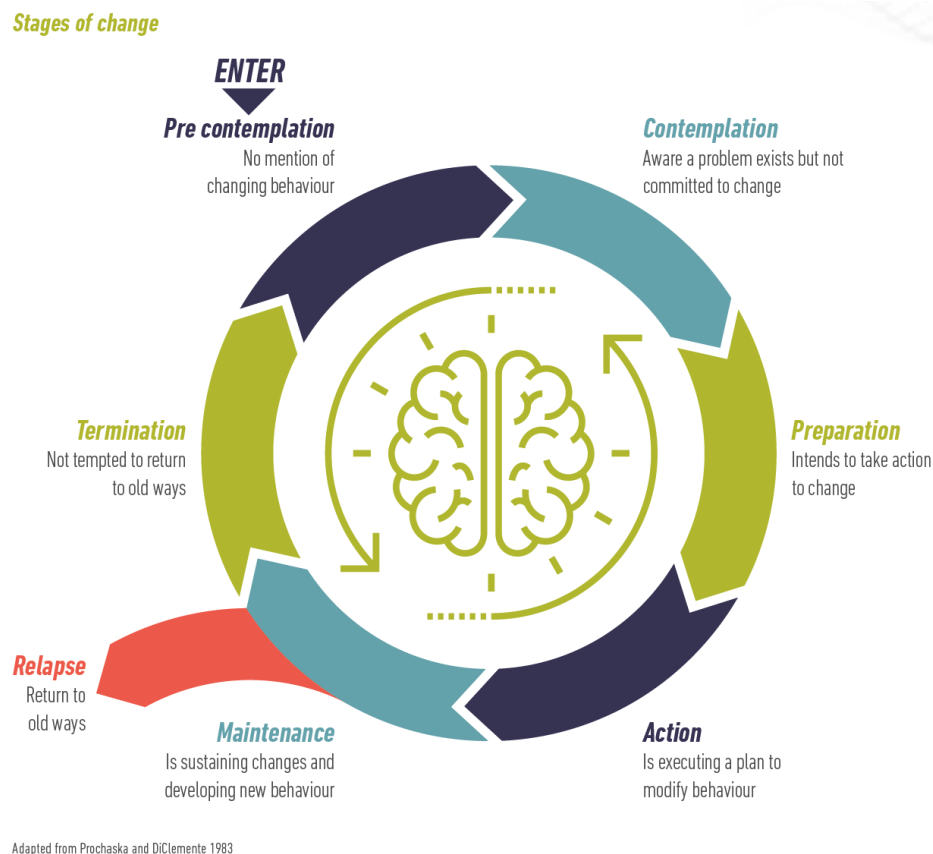 Stages of change
ENTER
Pre contemplation
No mention of
changing behaviour
Contemplation
Aware a problem exists but not
committed to change
Preparation
Intends to take action
to change
Action
Is executing a plan to
modify behaviour
Maintenance
Is sustaining changes and
developing new behaviour
Relapse
Return to
old ways
Termination
Not tempted to return
to old ways
Adapted from Prochaska and DiClemente 1983